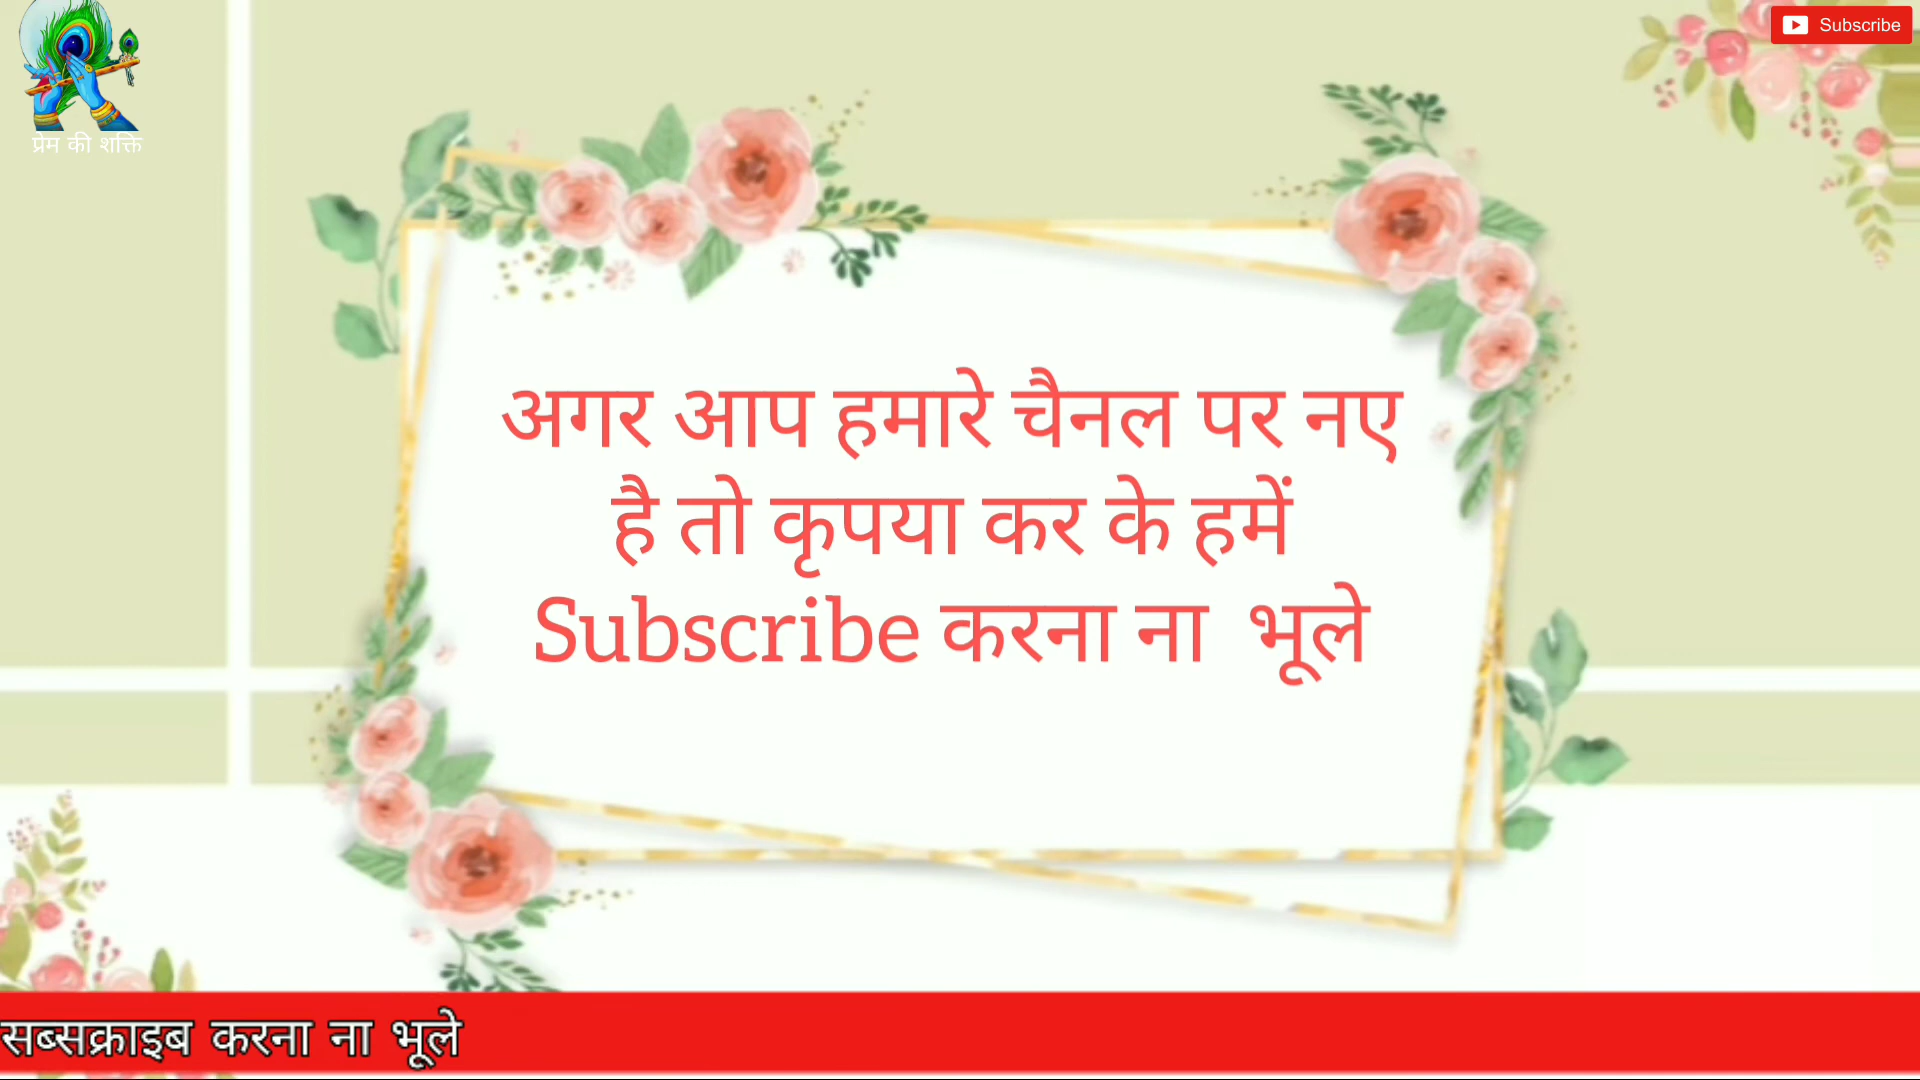 Subscribe
प्रेम की शक्ति
अगर आप हमारे चैनल पर नए
है तो कृपया कर के हमें
Subscribe करना ना भूले
सब्सक्राइब करना ना भूले